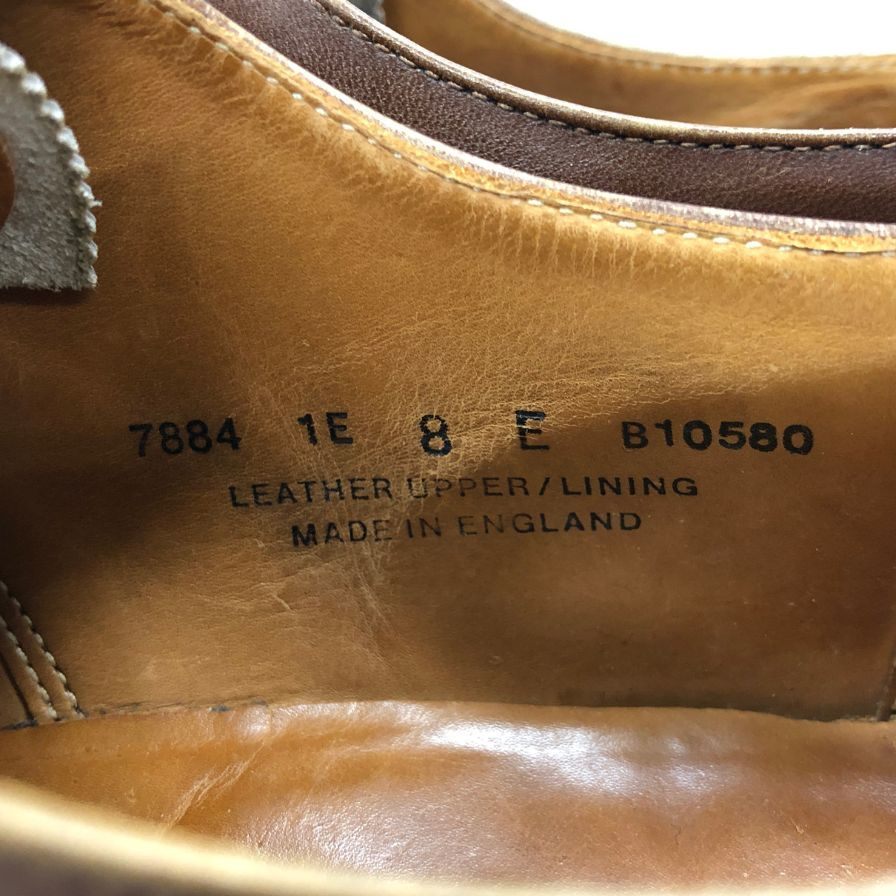 7884 1E 8 E B10580
LEATHER UPPER/LINING
MADE IN ENGLAND